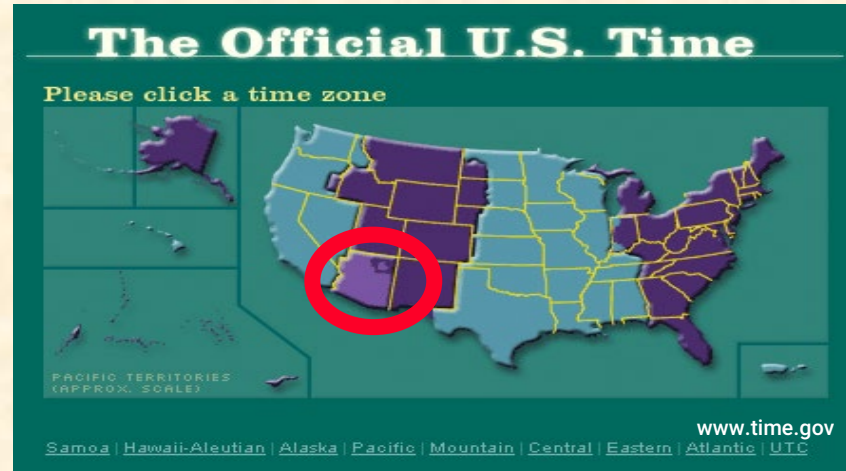 The Official U.S. Time
Please click a time zone
PACIFIC TERRITORIES
(APPROX. SCALE)
www.time.gov
Samoa | Hawaii-Aleutian | Alaska | Pacific | Mountain | Central | Eastern | Atlantic | UTC